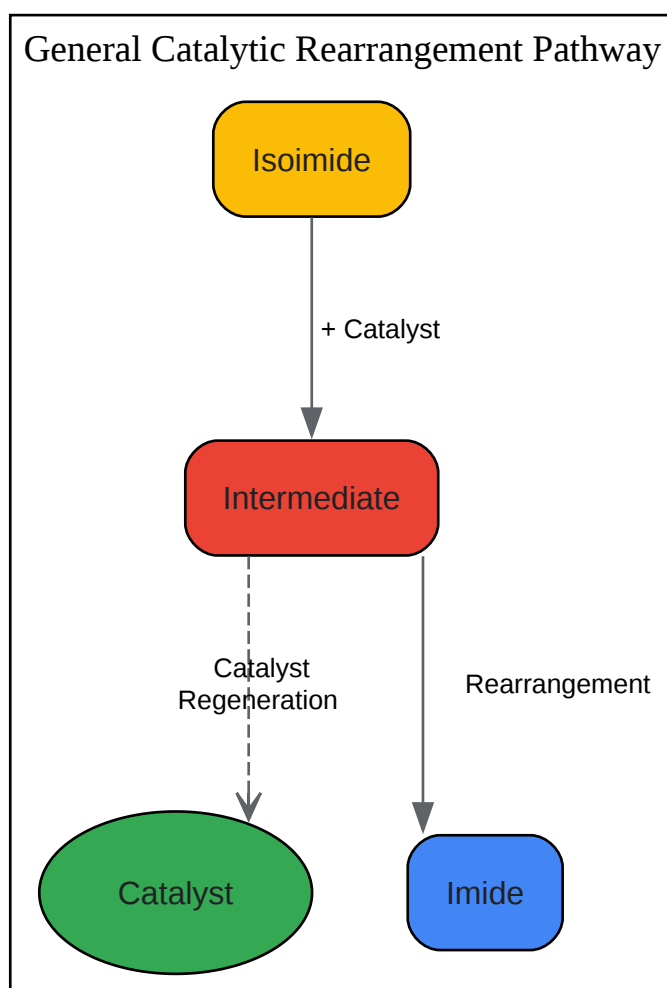 General Catalytic Rearrangement Pathway
Isoimide
+ Catalyst
Intermediate
Catalyst
Regeneration
Rearrangement
Catalyst
Imide